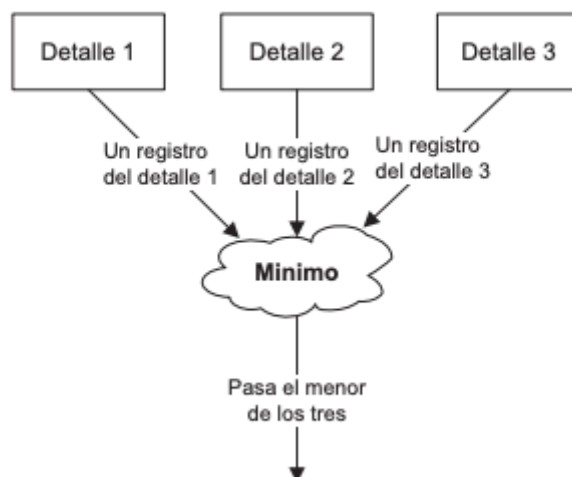 Detalle 1
Detalle 2
Detalle 3
Un registro
del detalle 1
Un registro
del detalle 2
Un registro
del detalle 3
Minimo
Pasa el menor
de los tres